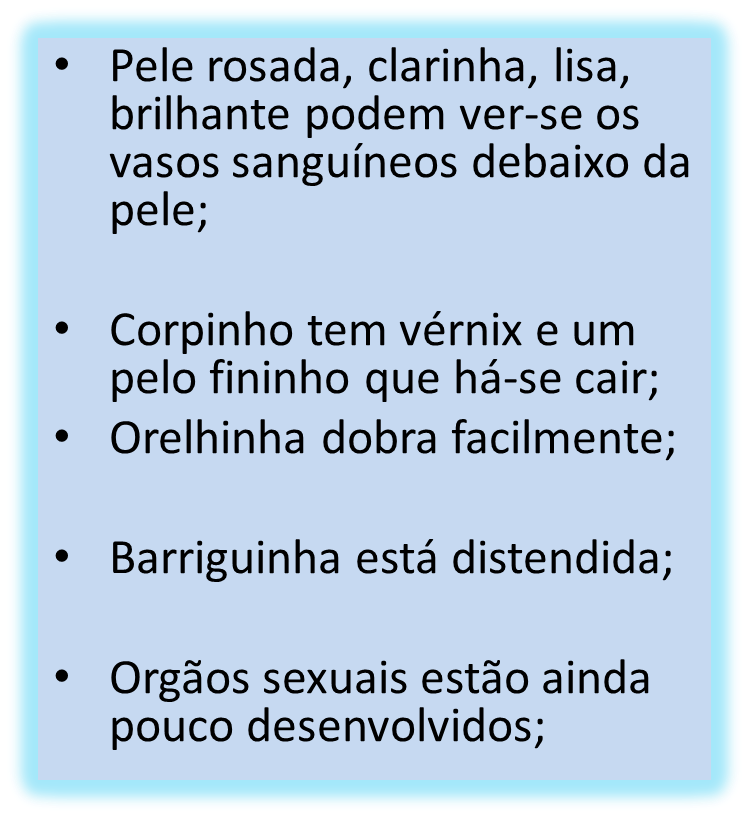 • Pele rosada, clarinha, lisa,
brilhante podem ver-se os
vasos sanguíneos debaixo da
pele;
• Corpinho tem vérnix e um
pelo fininho que há-se cair;
• Orelhinha dobra facilmente;
• Barriguinha está distendida;
• Orgãos sexuais estão ainda
pouco desenvolvidos;